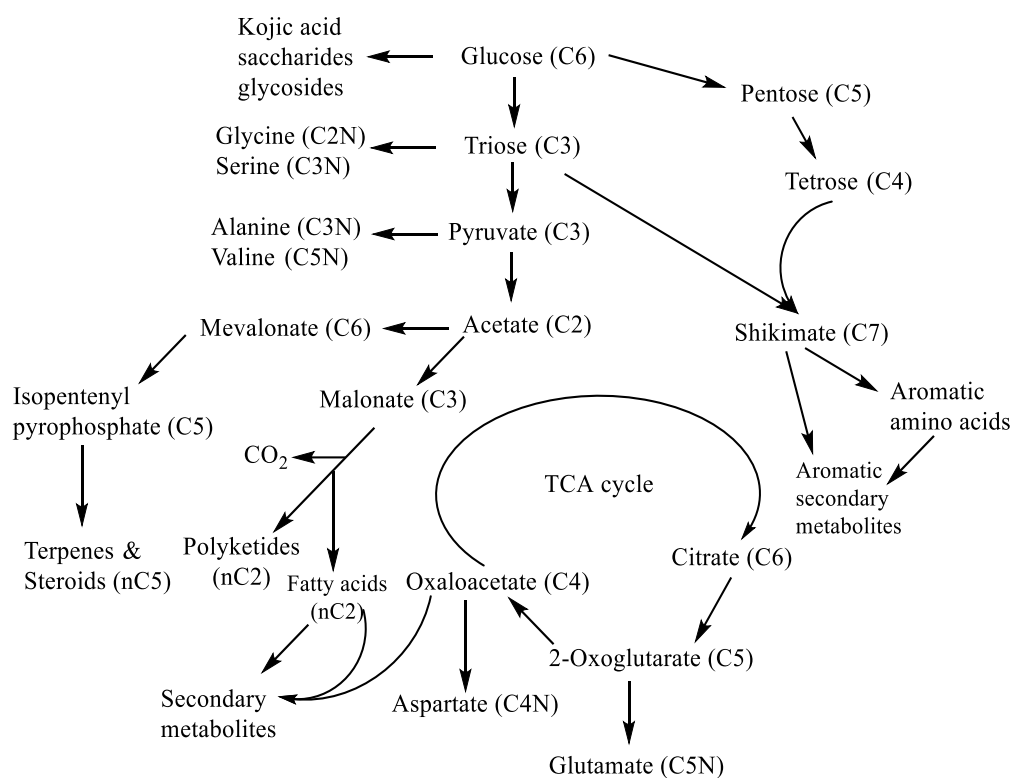 Kojic acid
saccharides
glycosides
Glucose (C6)
Pentose (C5)
Glycine (C2N)
Serine (C3N)
Triose (C3)
Tetrose (C4)
Alanine (C3N)
Valine (C5N)
Pyruvate (C3)
Mevalonate (C6)
Acetate (C2)
Shikimate (C7)
Isopentenyl
pyrophosphate (C5)
Malonate (C3)
Aromatic
amino acids
CO₂
TCA cycle
Aromatic
secondary
metabolites
Terpenes &
Steroids (nC5)
Polyketides
(nC2)
Fatty acids
(nC2)
Oxaloacetate (C4)
Citrate (C6)
2-Oxoglutarate (C5)
Secondary
metabolites
Aspartate (C4N)
Glutamate (C5N)